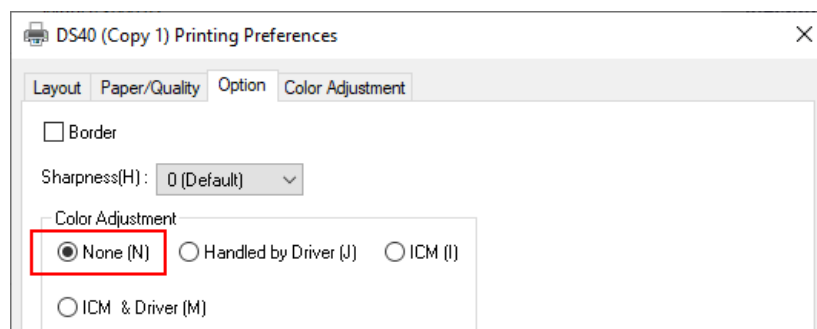 DS40 (Copy 1) Printing Preferences
Layout Paper/Quality Option Color Adjustment
Border
Sharpness(H) : 0 (Default)
Color Adjustment
None (N) Handled by Driver (J) ICM (I)
ICM & Driver (M)